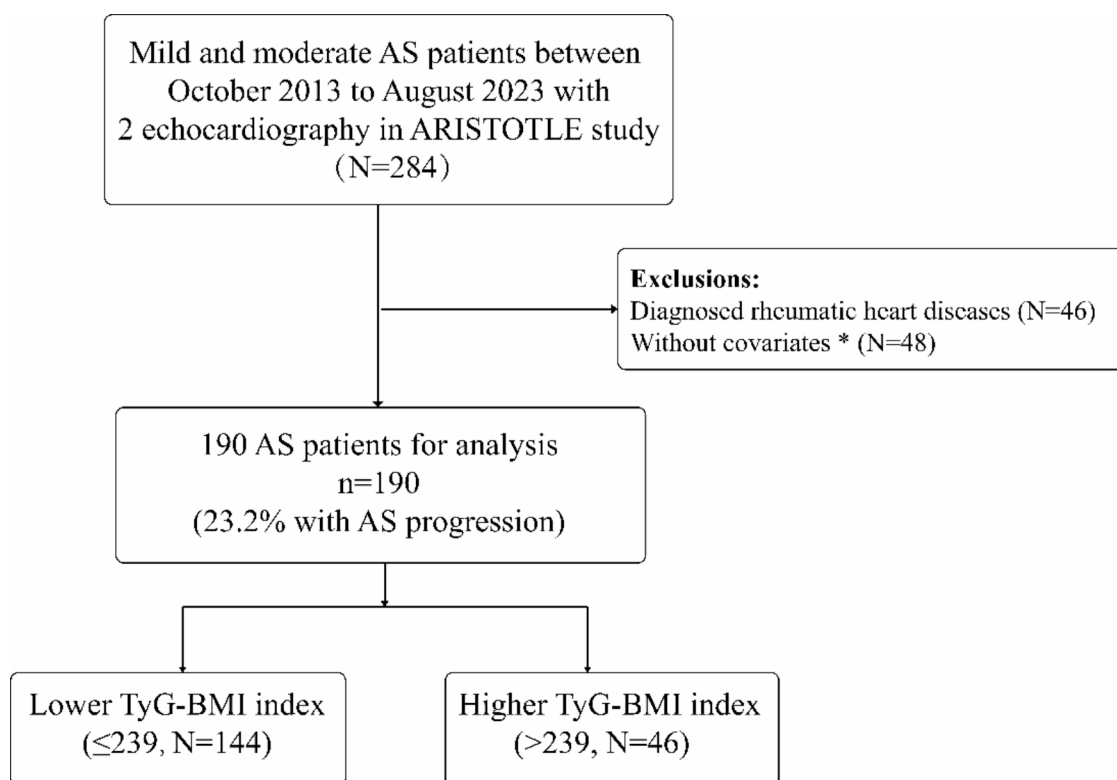 Mild and moderate AS patients between
October 2013 to August 2023 with
2 echocardiography in ARISTOTLE study
(N=284)
Exclusions:
Diagnosed rheumatic heart diseases (N=46)
Without covariates * (N=48)
190 AS patients for analysis
n=190
(23.2% with AS progression)
Lower TyG-BMI index
(≤239, N=144)
Higher TyG-BMI index
(>239, N=46)